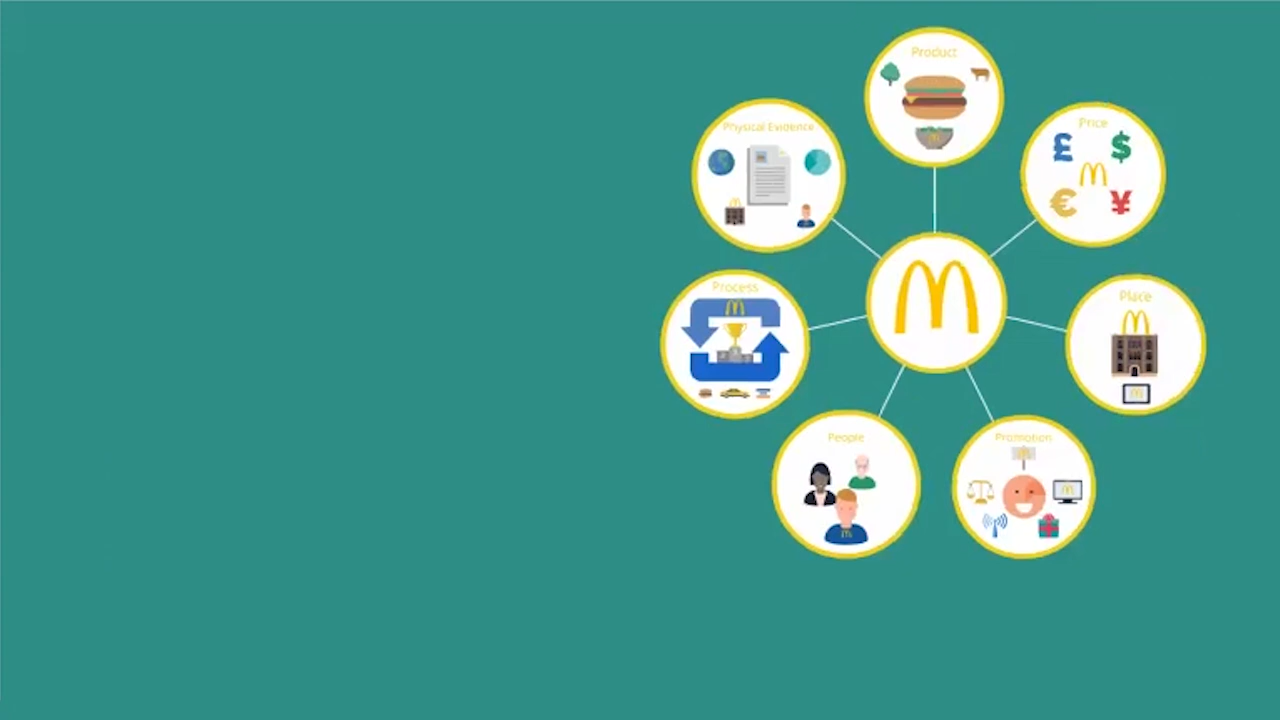 Product
Price
Physical Evidence
Place
Process
People
Promotion